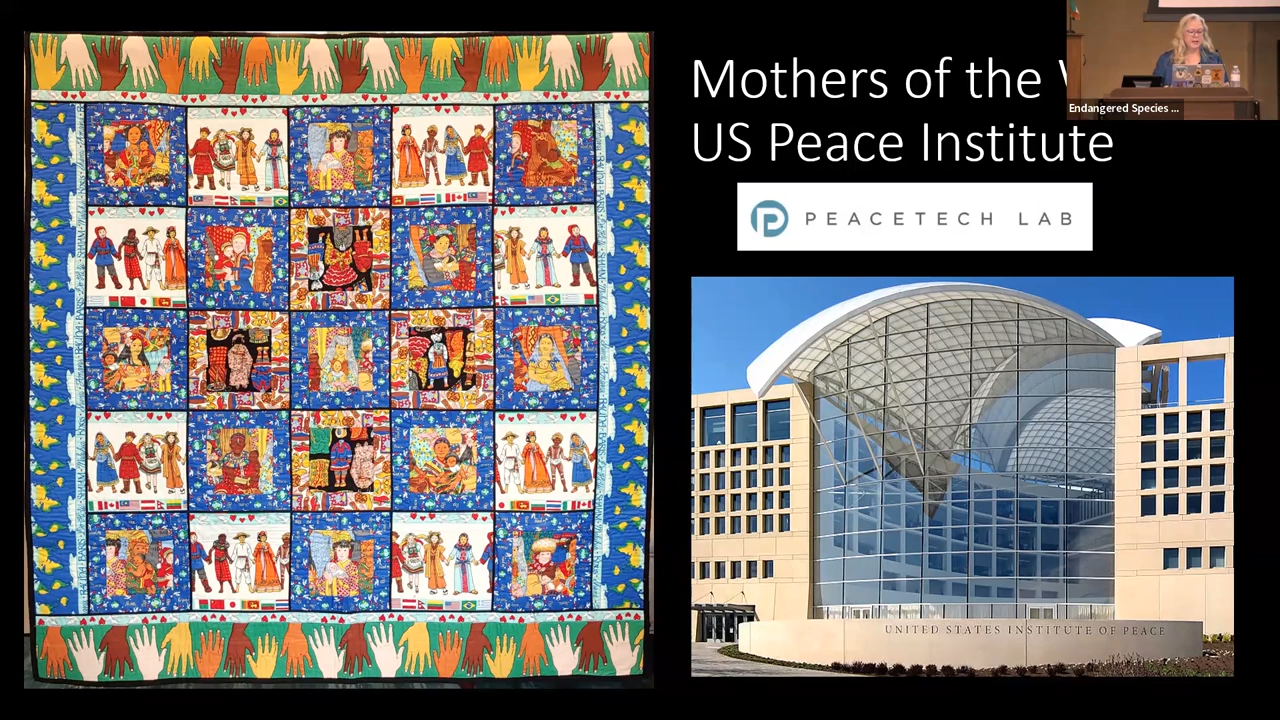 Mothers of the
US Peace Institute
PEACETECH LAB
Endangered Species ...
UNITED STATES INSTITUTE OF PEACE